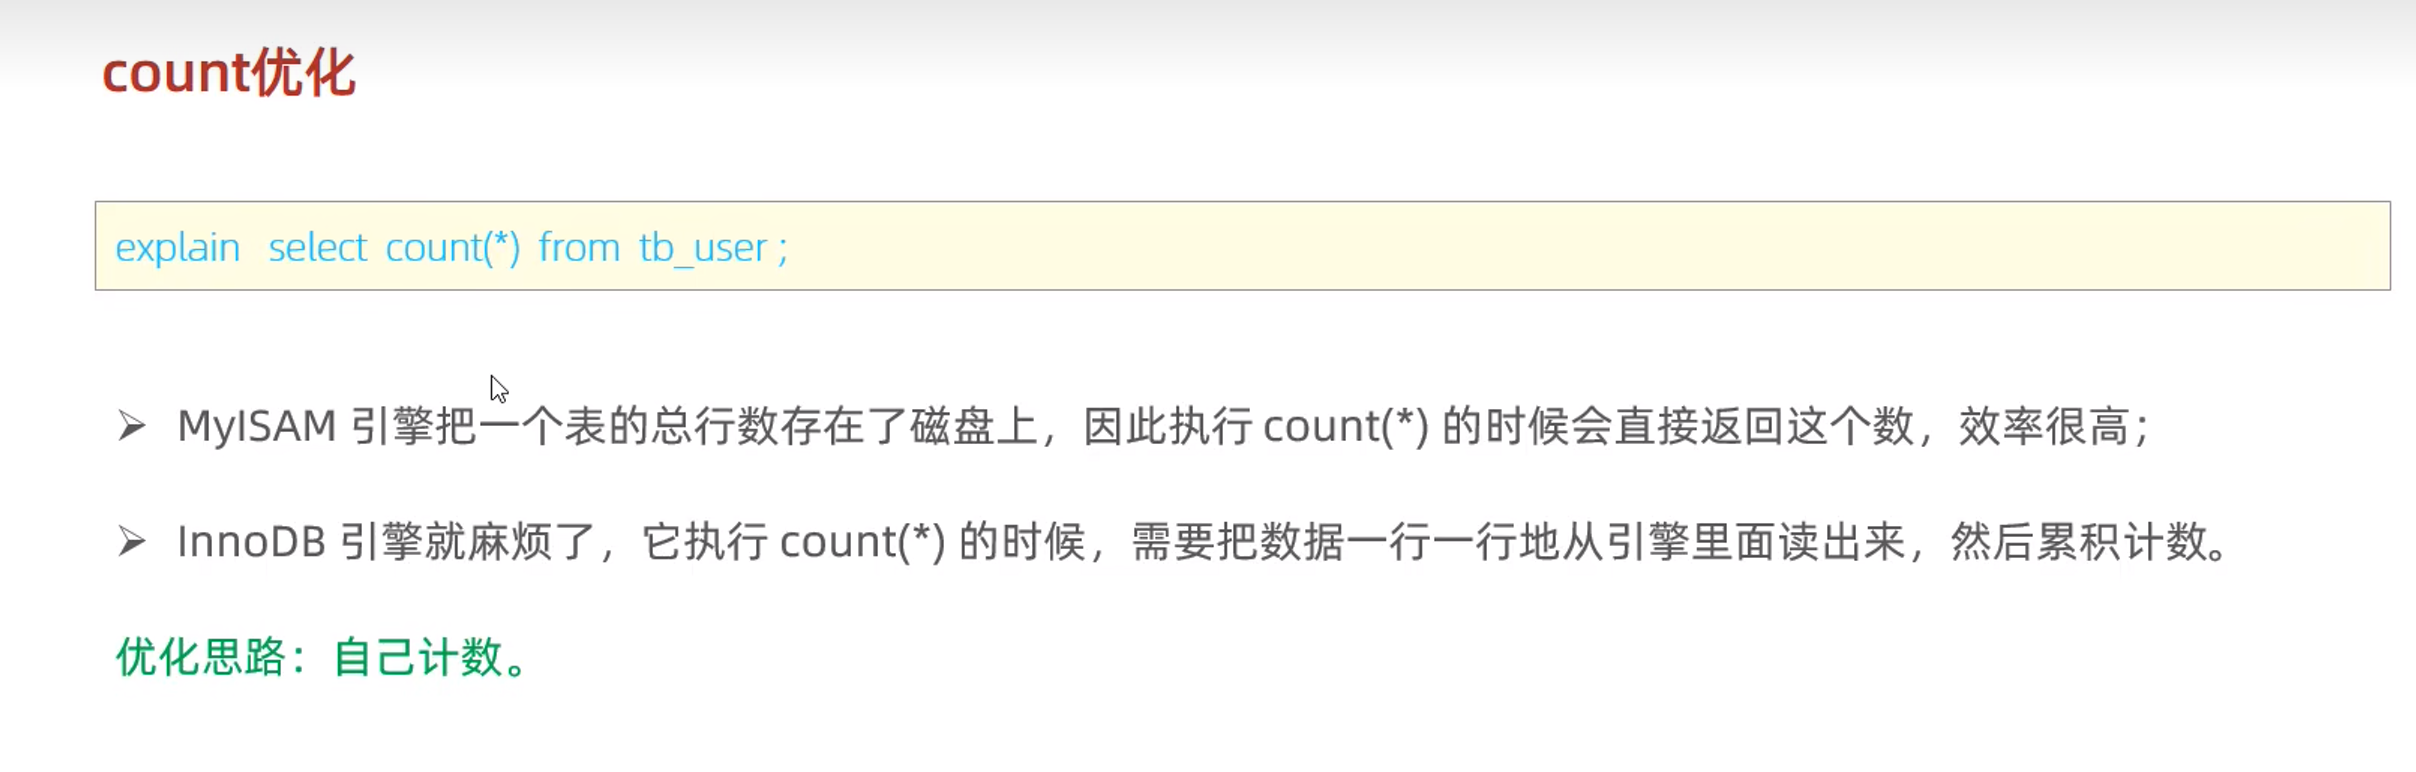 count优化
explain select count(*) from tb_user ;
➢ MyISAM 引擎把一个表的总行数存在了磁盘上，因此执行 count(*) 的时候会直接返回这个数，效率很高；
➢ InnoDB 引擎就麻烦了，它执行 count(*) 的时候，需要把数据一行一行地从引擎里面读出来，然后累积计数。
优化思路：自己计数。